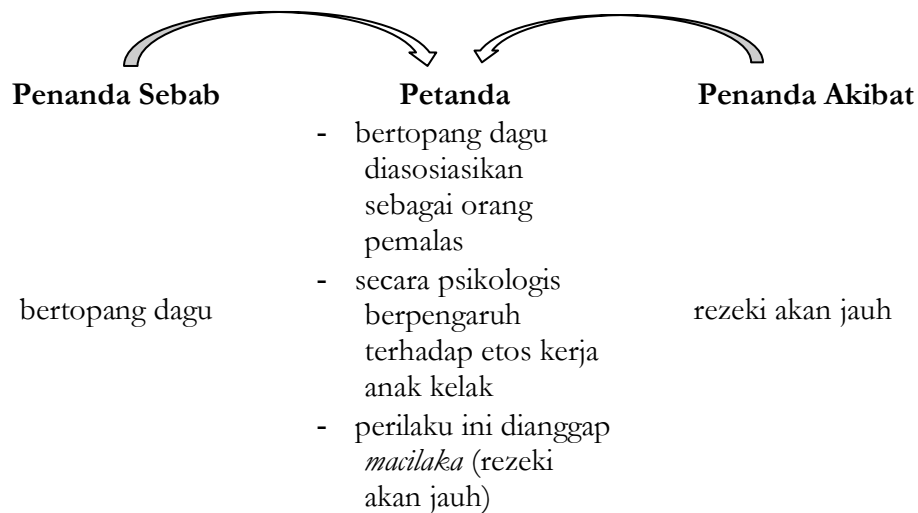 Penanda Sebab Petanda Penanda Akibat
- bertopang dagu
diasosiasikan
sebagai orang
pemalas
- secara psikologis
bertopang dagu berpengaruh rezeki akan jauh
terhadap etos kerja
anak kelak
- perilaku ini dianggap
macilaka (rezeki
akan jauh)